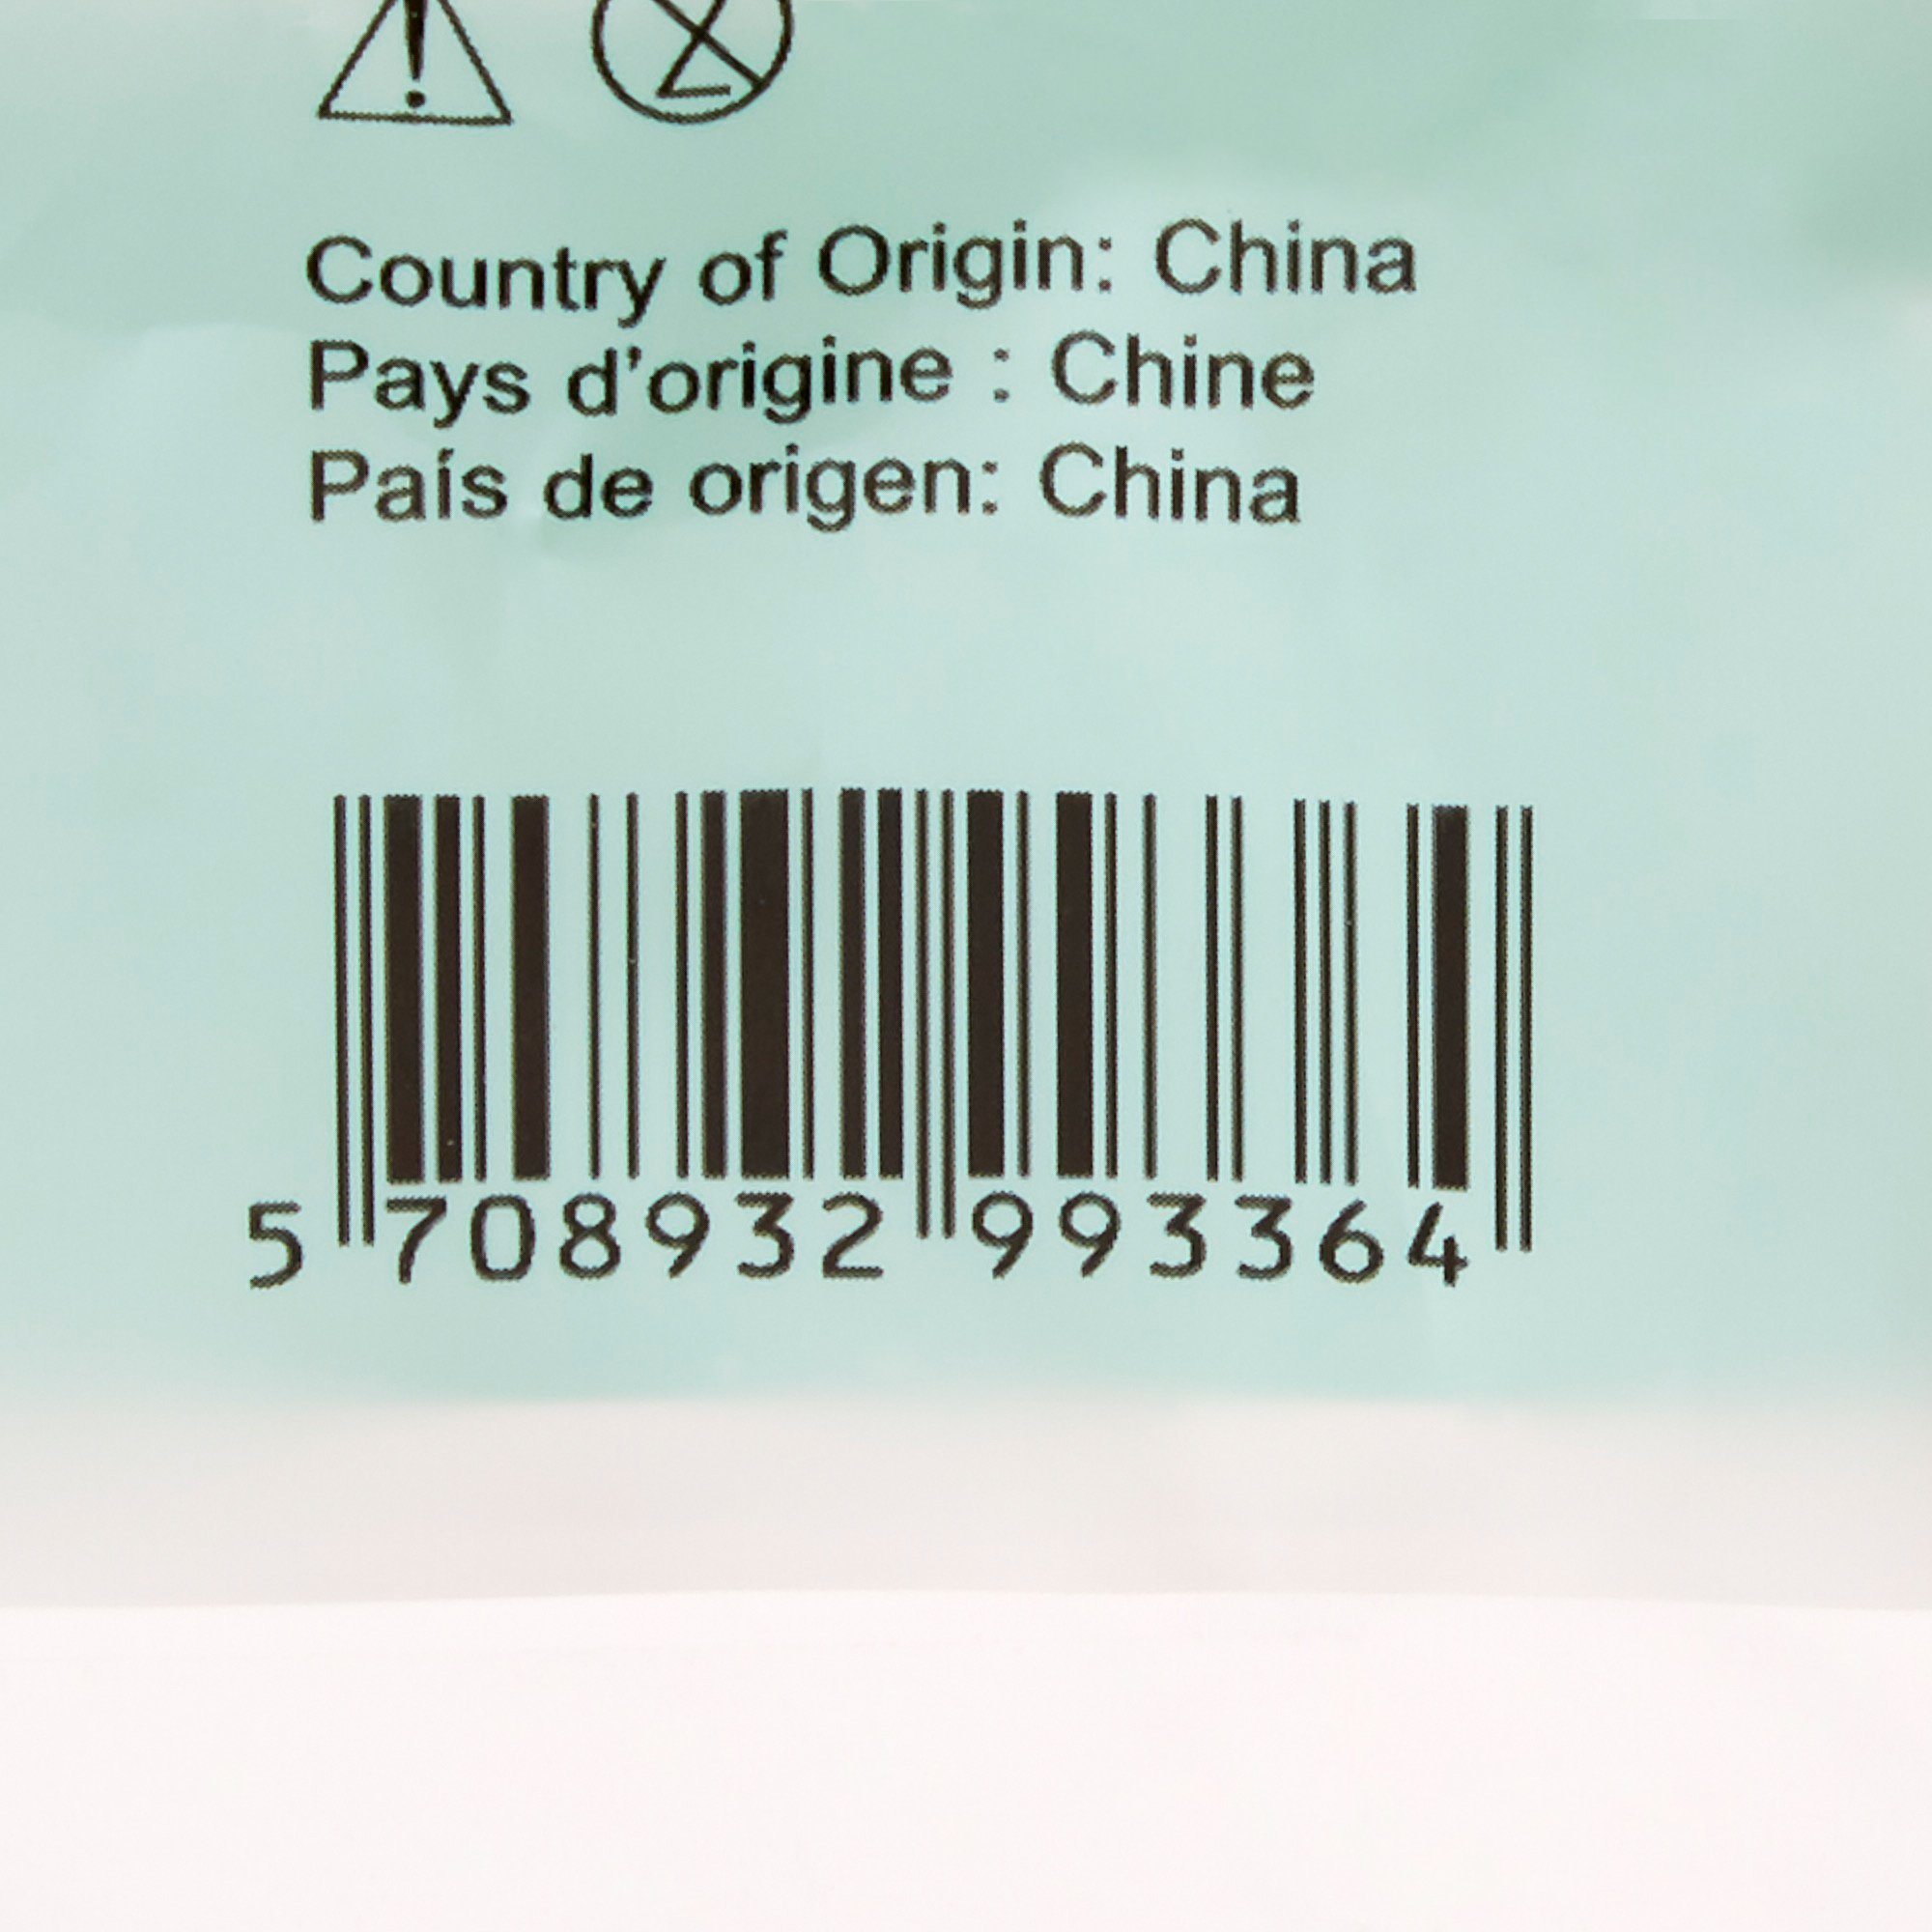 Country of Origin: China
Pays d'origine : Chine
País de origen: China
5 708932 993364